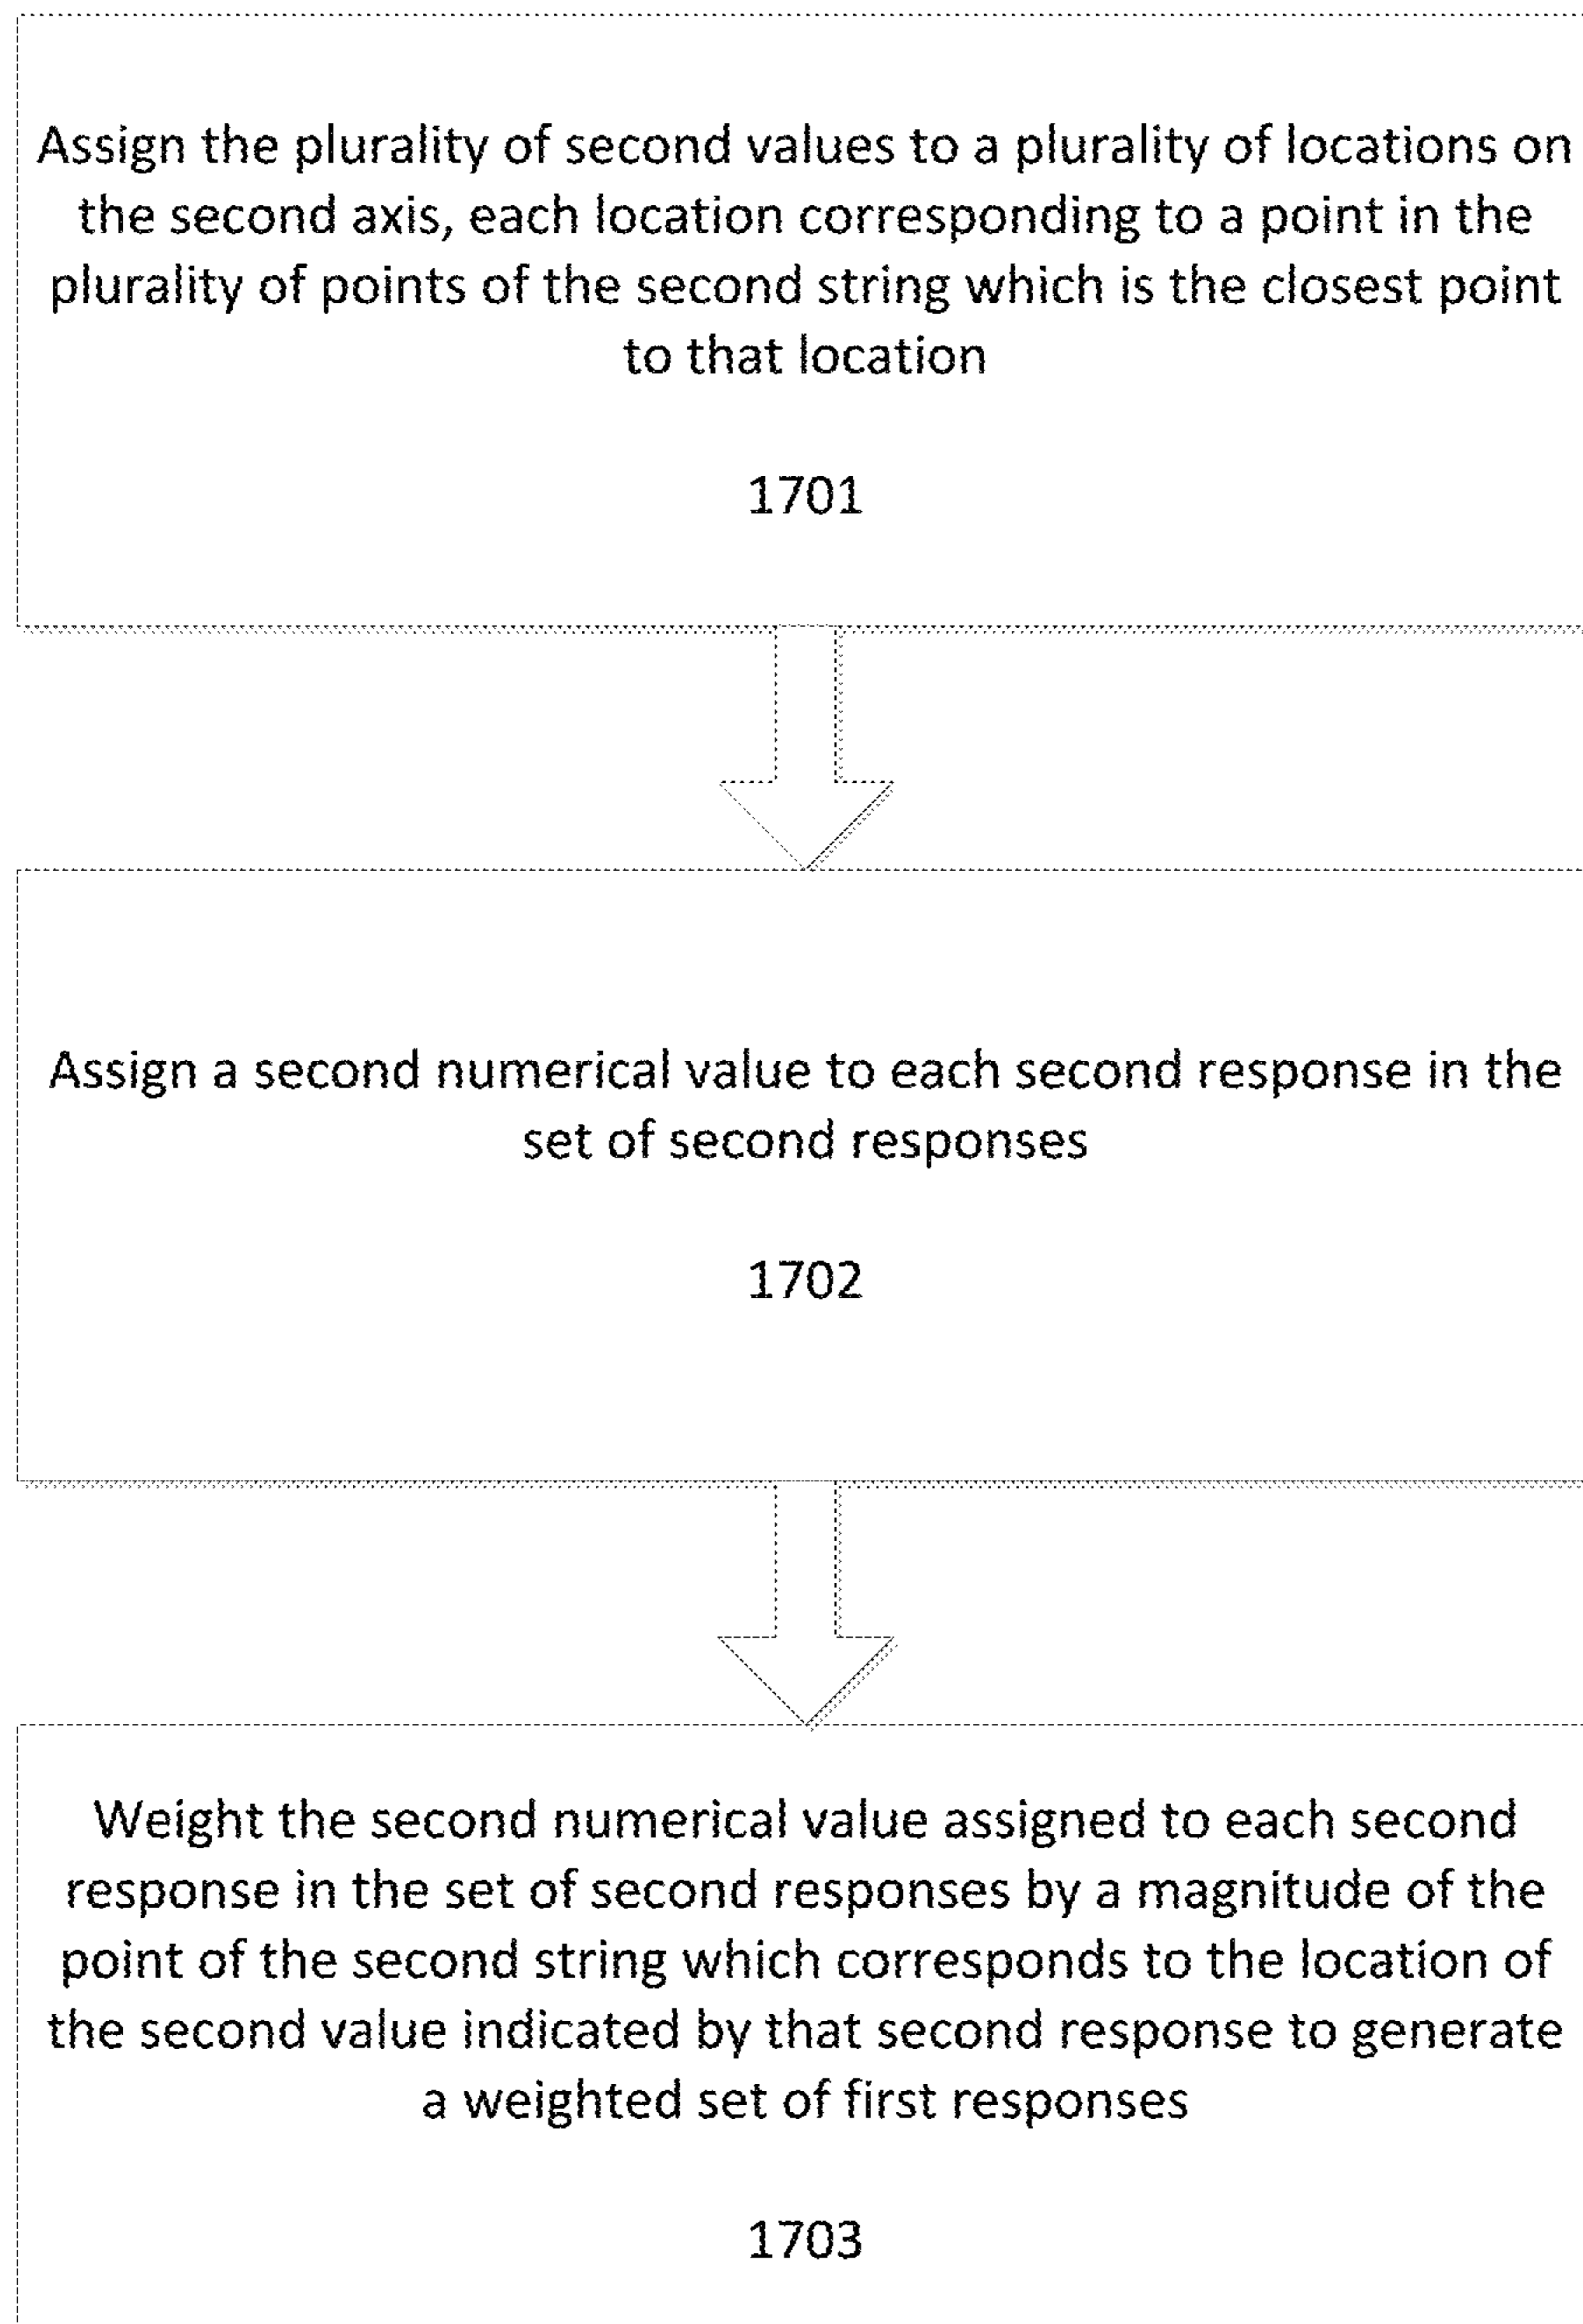 Assign the plurality of second values to a plurality of locations on
the second axis, each location corresponding to a point in the
plurality of points of the second string which is the closest point
to that location
1701
Assign a second numerical value to each second response in the
set of second responses
1702
Weight the second numerical value assigned to each second
response in the set of second responses by a magnitude of the
point of the second string which corresponds to the location of
the second value indicated by that second response to generate
a weighted set of first responses
1703